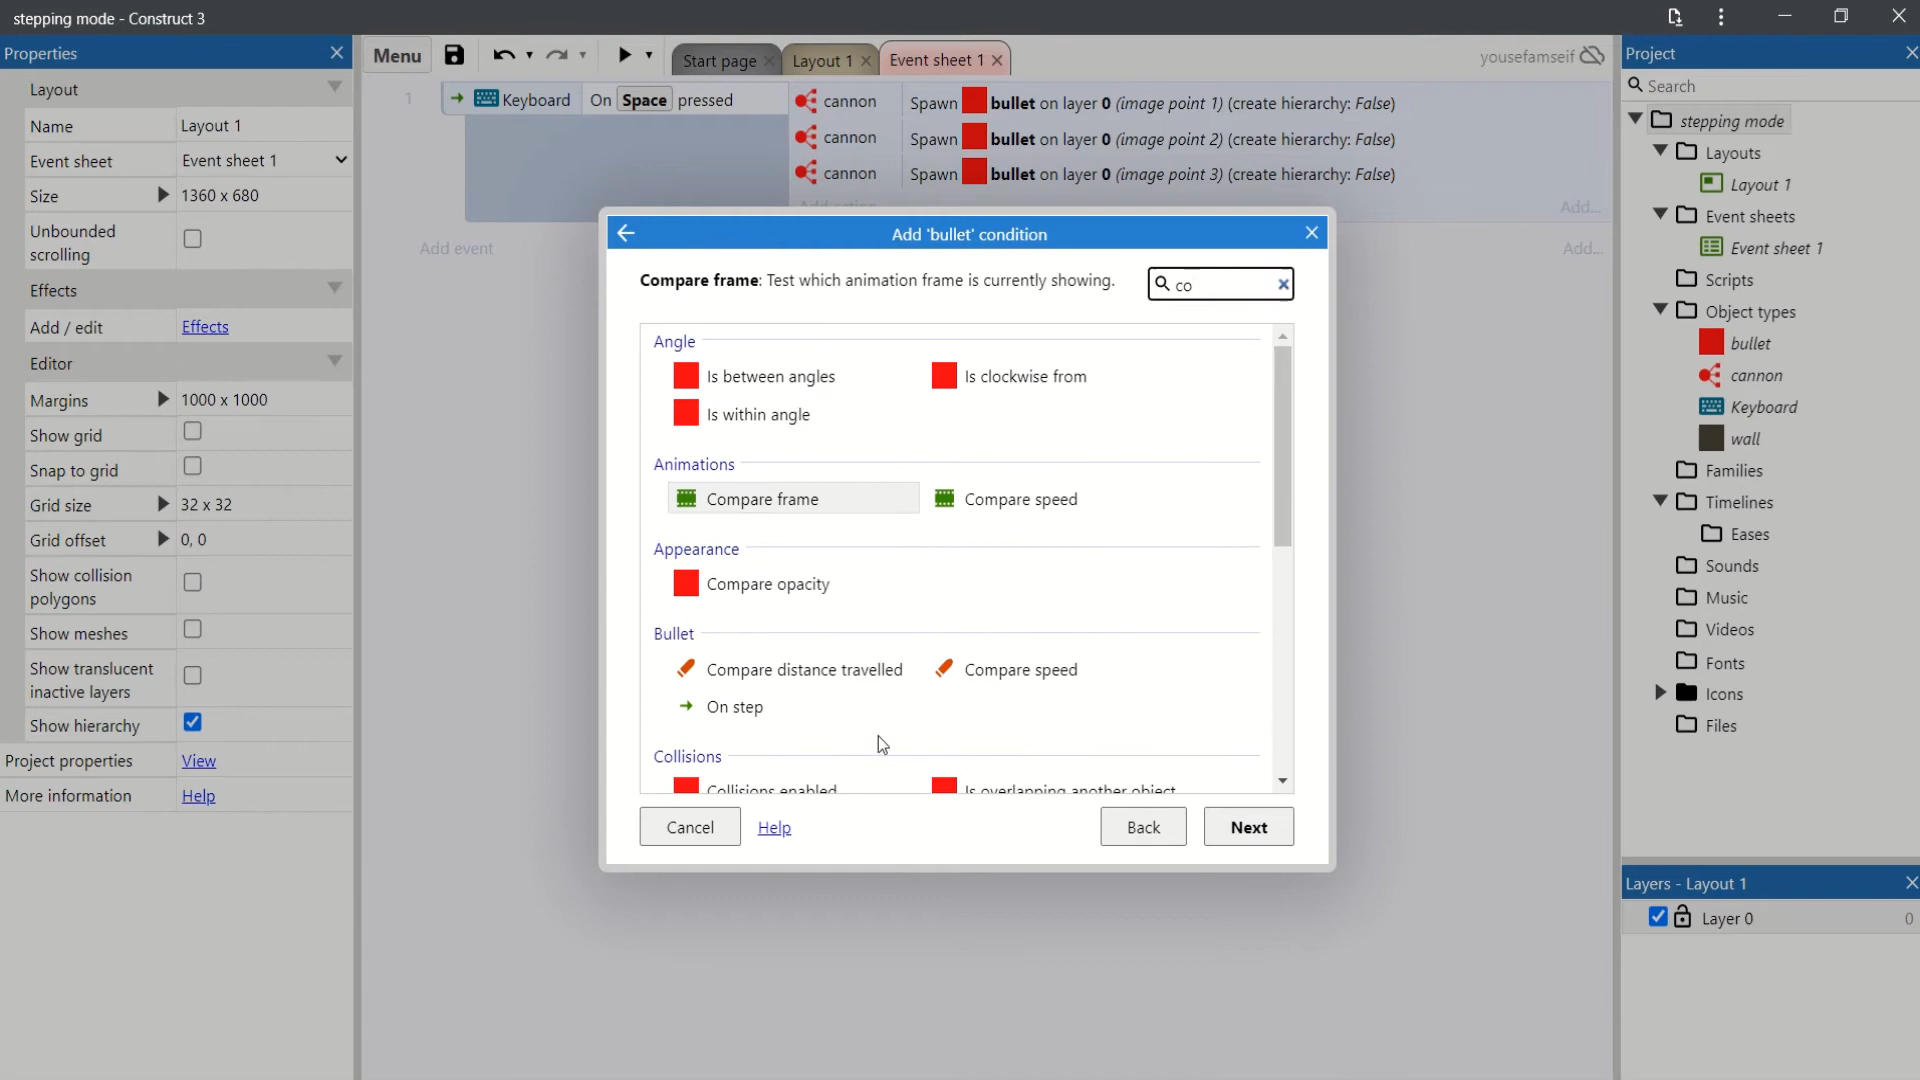 stepping mode - Construct 3
Properties
Menu
Start page
Layout 1
Event sheet 1
yousefamseif
Project
Layout
Name Layout 1
Event sheet Event sheet 1
Size 1360 x 680
Unbounded
scrolling
Effects
Add / edit Effects
Editor
Margins 1000 x 1000
Show grid
Snap to grid
Grid size 32 x 32
Grid offset 0, 0
Show collision
polygons
Show meshes
Show translucent
inactive layers
Show hierarchy
Project properties View
More information Help
1 Keyboard On Space pressed
cannon Spawn bullet on layer 0 (image point 1) (create hierarchy: False)
cannon Spawn bullet on layer 0 (image point 2) (create hierarchy: False)
cannon Spawn bullet on layer 0 (image point 3) (create hierarchy: False)
Add action Add...
Add event Add...
Add 'bullet' condition
Compare frame: Test which animation frame is currently showing.
co
Angle
Is between angles Is clockwise from
Is within angle
Animations
Compare frame Compare speed
Appearance
Compare opacity
Bullet
Compare distance travelled Compare speed
On step
Collisions
Collisions enabled Is overlapping another object
Cancel Help Back Next
Search
stepping mode
Layouts
Layout 1
Event sheets
Event sheet 1
Scripts
Object types
bullet
cannon
Keyboard
wall
Families
Timelines
Eases
Sounds
Music
Videos
Fonts
Icons
Files
Layers - Layout 1
Layer 0 0